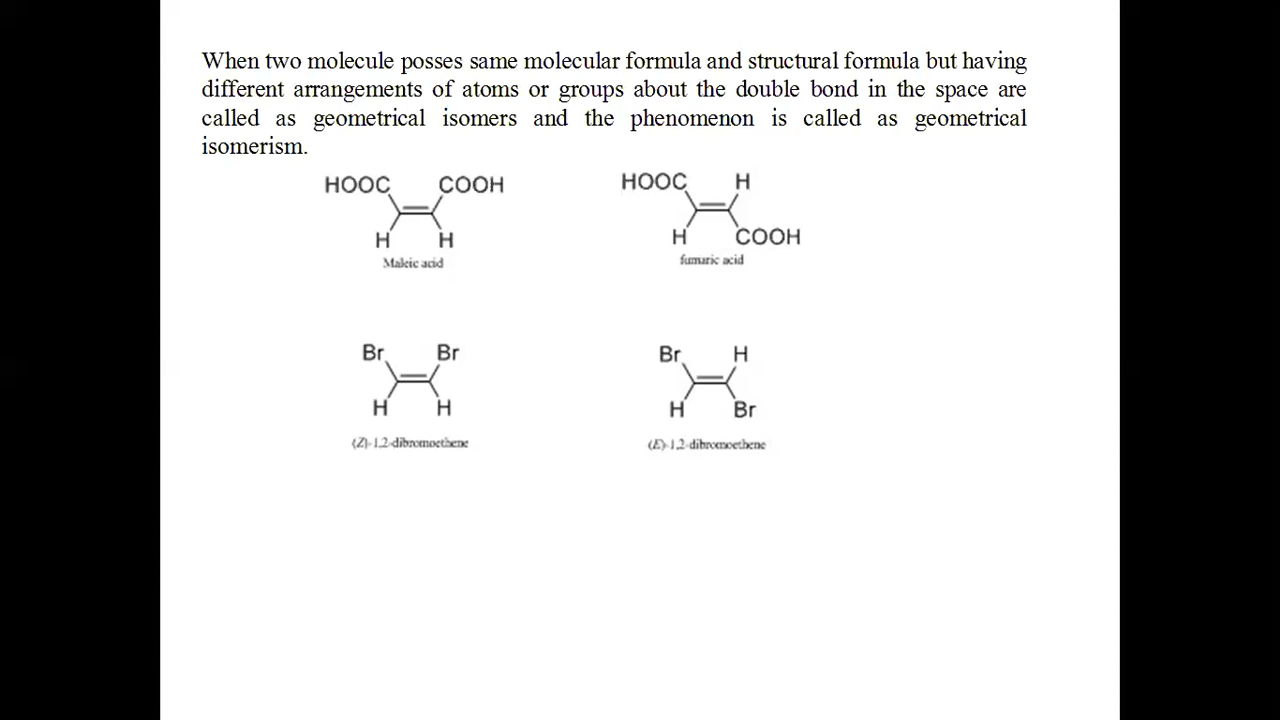 When two molecule posses same molecular formula and structural formula but having
different arrangements of atoms or groups about the double bond in the space are
called as geometrical isomers and the phenomenon is called as geometrical
isomerism.
HOOC COOH
H H
Maleic acid
HOOC H
H COOH
fumaric acid
Br Br
H H
(Z)-1,2-dibromoethene
Br H
H Br
(E)-1,2-dibromoethene